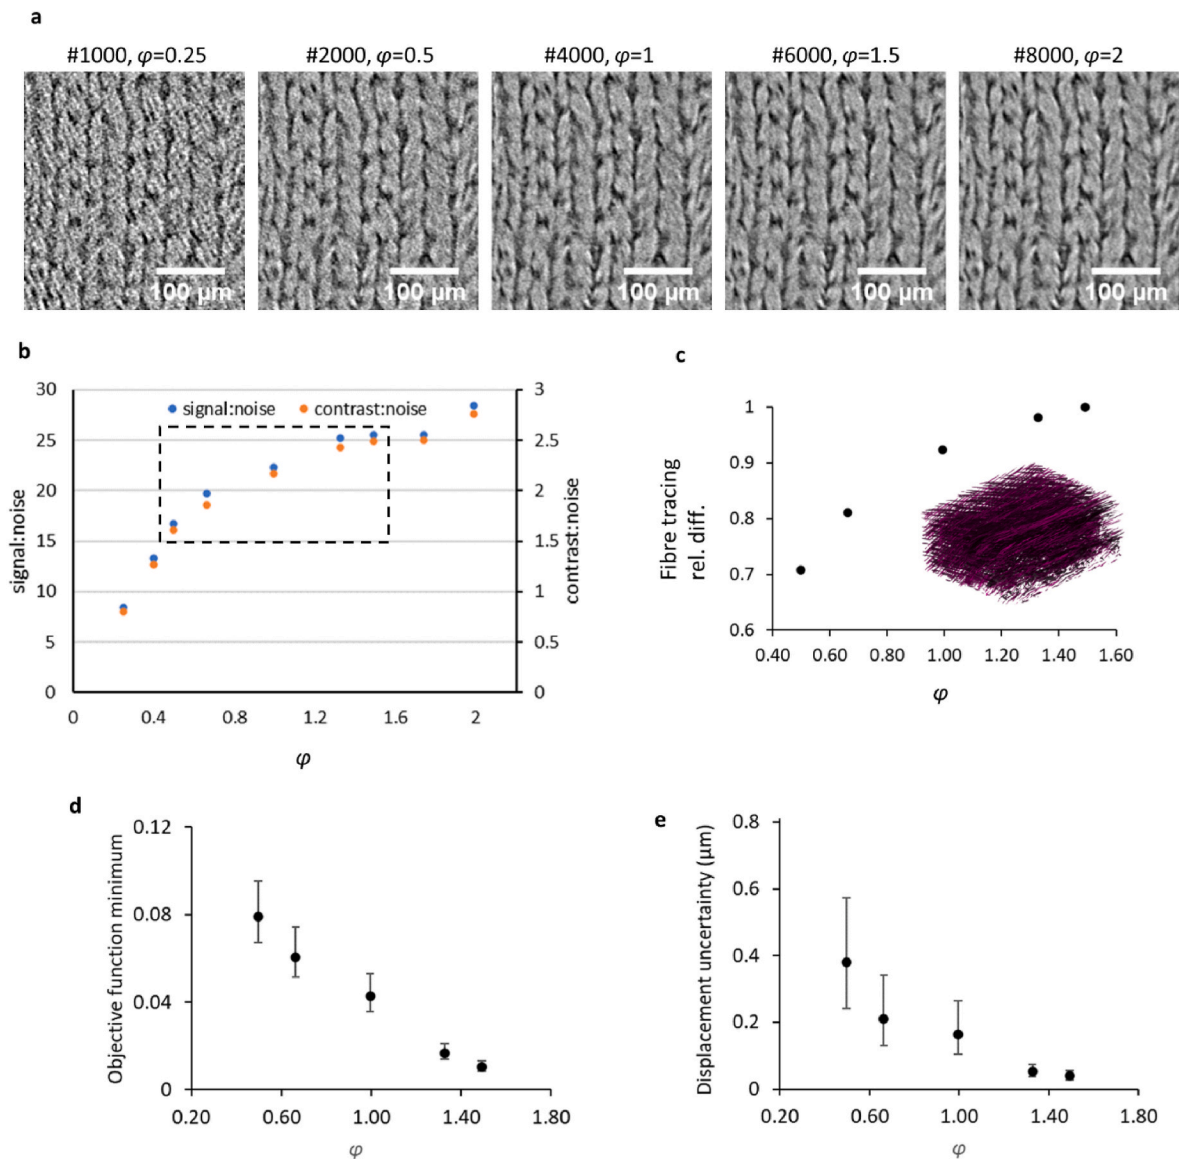 a
#1000, φ=0.25 #2000, φ=0.5 #4000, φ=1 #6000, φ=1.5 #8000, φ=2
100 µm 100 µm 100 µm 100 µm 100 µm
b
signal:noise contrast:noise
30
25
20
15
10
5
0
signal:noise
3
2.5
2
1.5
1
0.5
0
contrast:noise
0 0.4 0.8 1.2 1.6 2
φ
c
1
0.9
0.8
0.7
0.6
Fibre tracing
rel. diff.
0.40 0.60 0.80 1.00 1.20 1.40 1.60
φ
d
0.12
0.08
0.04
0
Objective function minimum
0.20 0.60 1.00 1.40 1.80
φ
e
0.8
0.6
0.4
0.2
0
Displacement uncertainty (µm)
0.20 0.60 1.00 1.40 1.80
φ